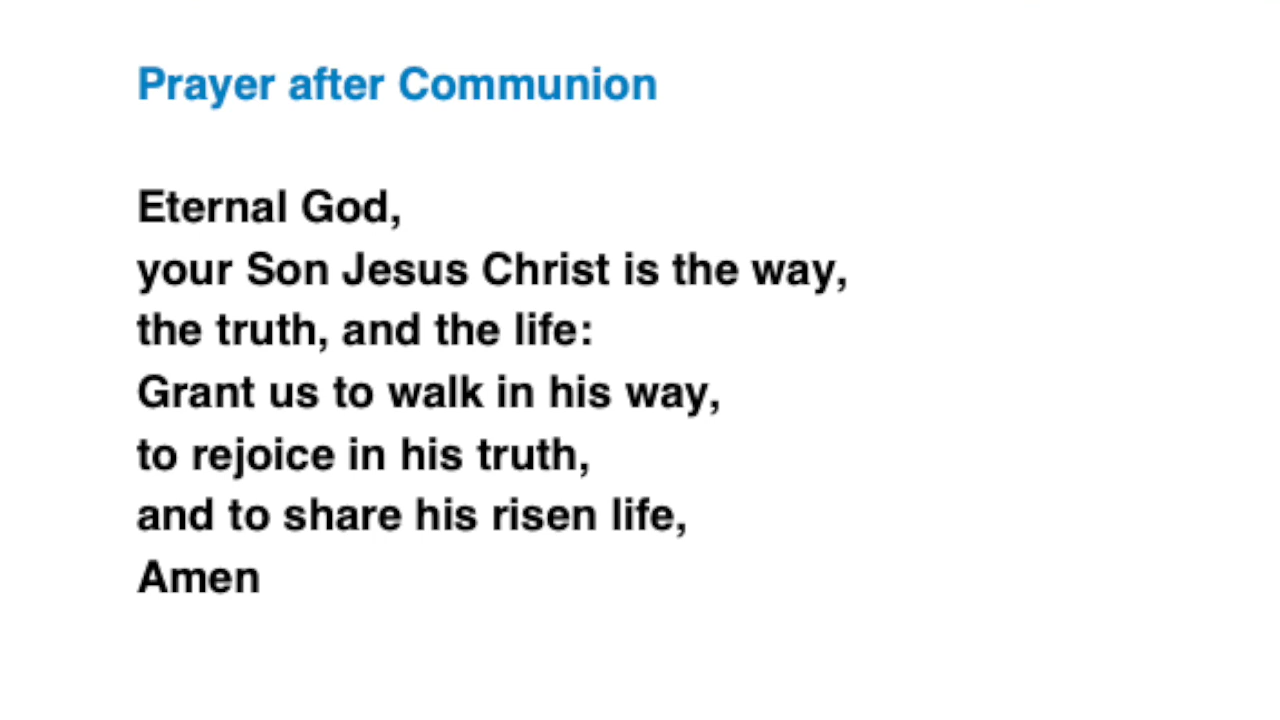 Prayer after Communion
Eternal God,
your Son Jesus Christ is the way,
the truth, and the life:
Grant us to walk in his way,
to rejoice in his truth,
and to share his risen life,
Amen